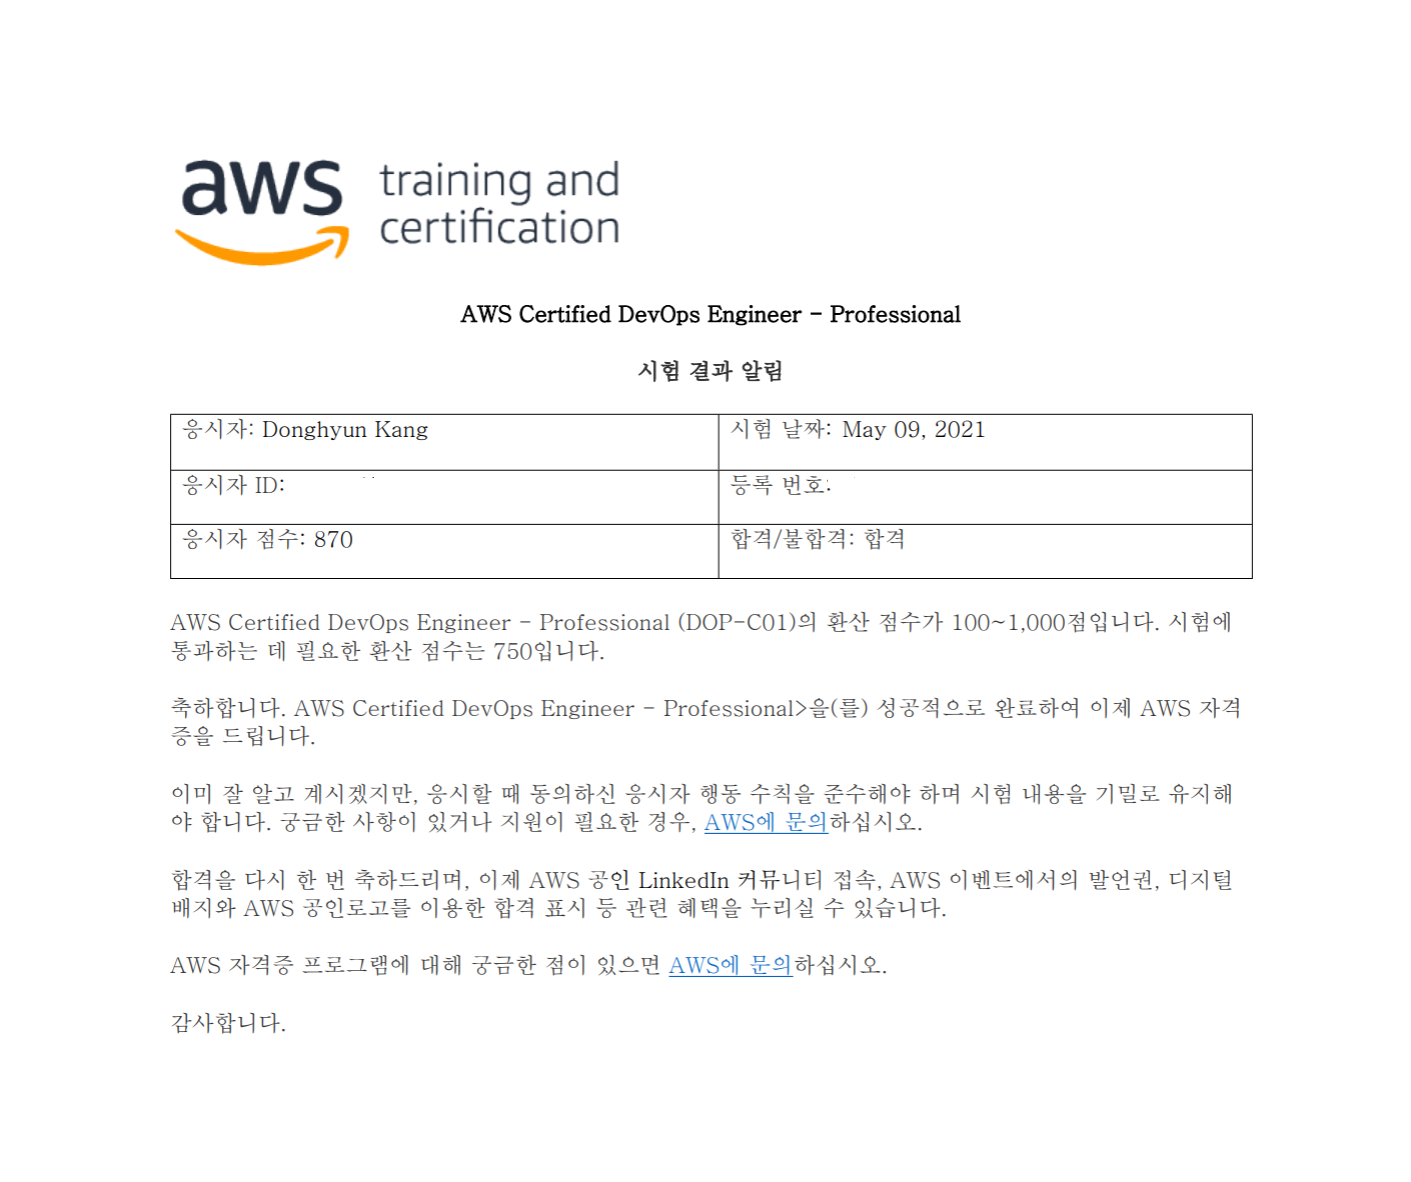 aws training and
certification
AWS Certified DevOps Engineer - Professional
시험 결과 알림
응시자: Donghyun Kang
시험 날짜: May 09, 2021
응시자 ID:
등록 번호:
응시자 점수: 870
합격/불합격: 합격
AWS Certified DevOps Engineer - Professional (DOP-C01)의 환산 점수가 100~1,000점입니다. 시험에
통과하는 데 필요한 환산 점수는 750입니다.
축하합니다. AWS Certified DevOps Engineer - Professional>을(를) 성공적으로 완료하여 이제 AWS 자격
증을 드립니다.
이미 잘 알고 계시겠지만, 응시할 때 동의하신 응시자 행동 수칙을 준수해야 하며 시험 내용을 기밀로 유지해
야 합니다. 궁금한 사항이 있거나 지원이 필요한 경우, AWS에 문의하십시오.
합격을 다시 한 번 축하드리며, 이제 AWS 공인 LinkedIn 커뮤니티 접속, AWS 이벤트에서의 발언권, 디지털
배지와 AWS 공인로고를 이용한 합격 표시 등 관련 혜택을 누리실 수 있습니다.
AWS 자격증 프로그램에 대해 궁금한 점이 있으면 AWS에 문의하십시오.
감사합니다.